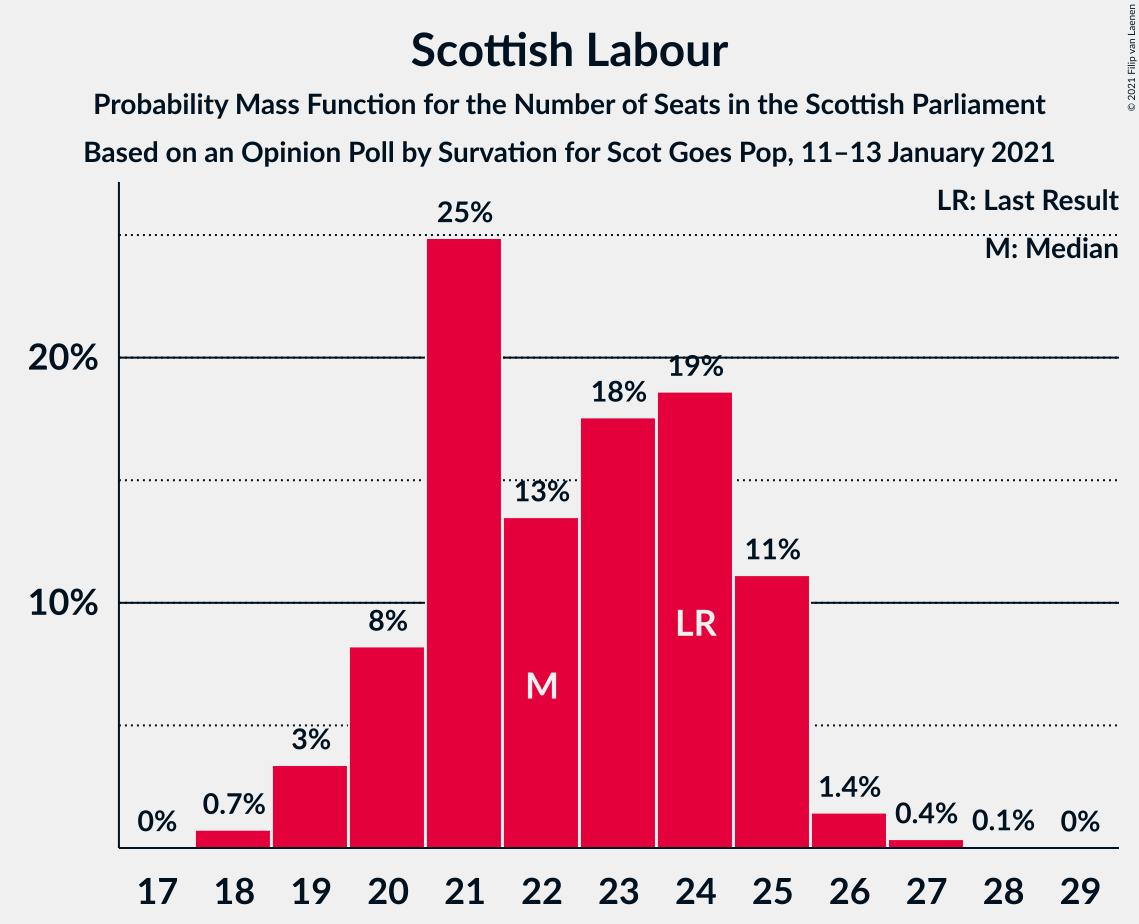 Scottish Labour
Probability Mass Function for the Number of Seats in the Scottish Parliament
Based on an Opinion Poll by Survation for Scot Goes Pop, 11–13 January 2021
© 2021 Filip van Laenen
LR: Last Result
M: Median
20%
10%
0%
0.7%
3%
8%
25%
13%
18%
19%
11%
1.4%
0.4%
0.1%
0%
M
LR
17 18 19 20 21 22 23 24 25 26 27 28 29